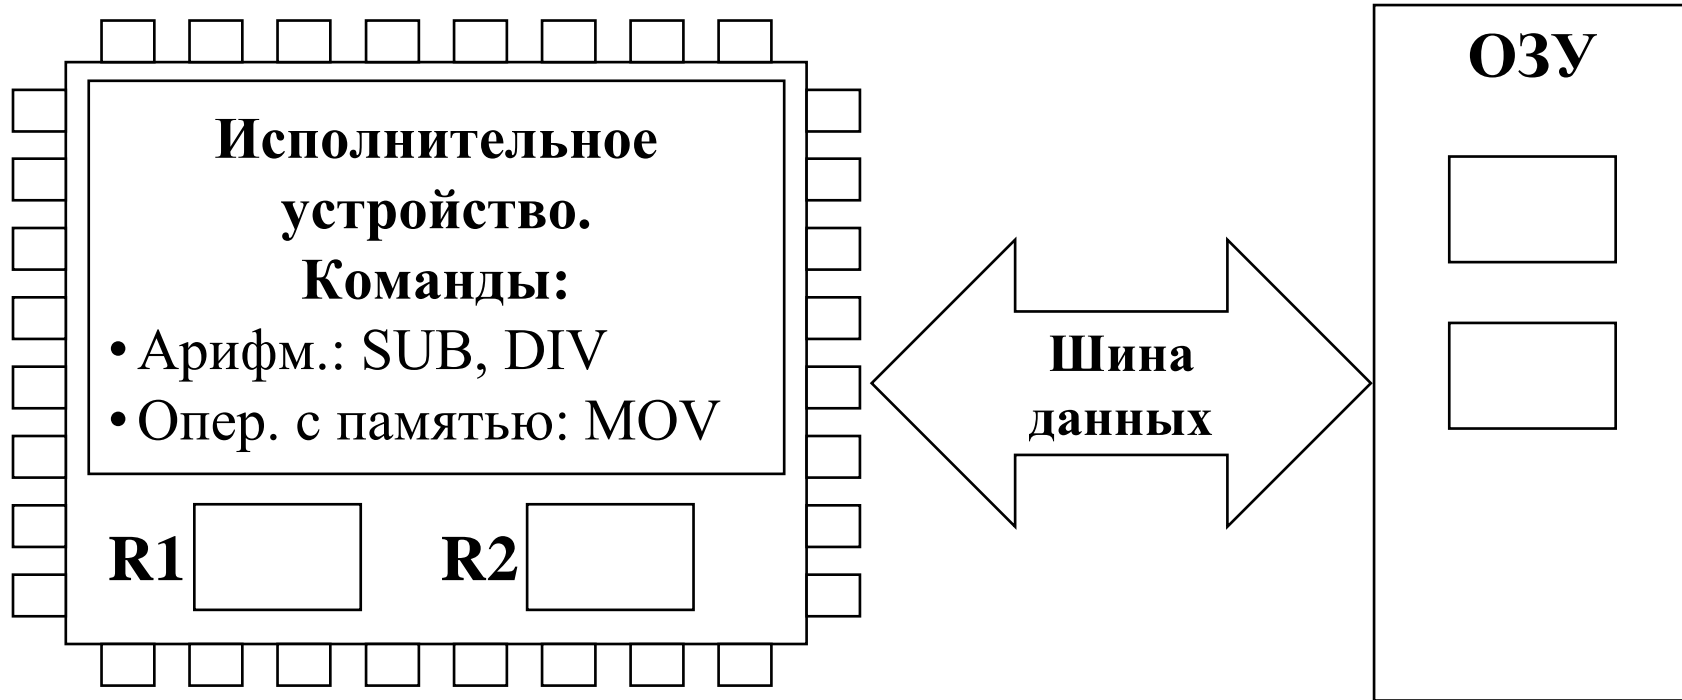 Исполнительное
устройство.
Команды:
• Арифм.: SUB, DIV
• Опер. с памятью: MOV
R1
R2
Шина
данных
ОЗУ